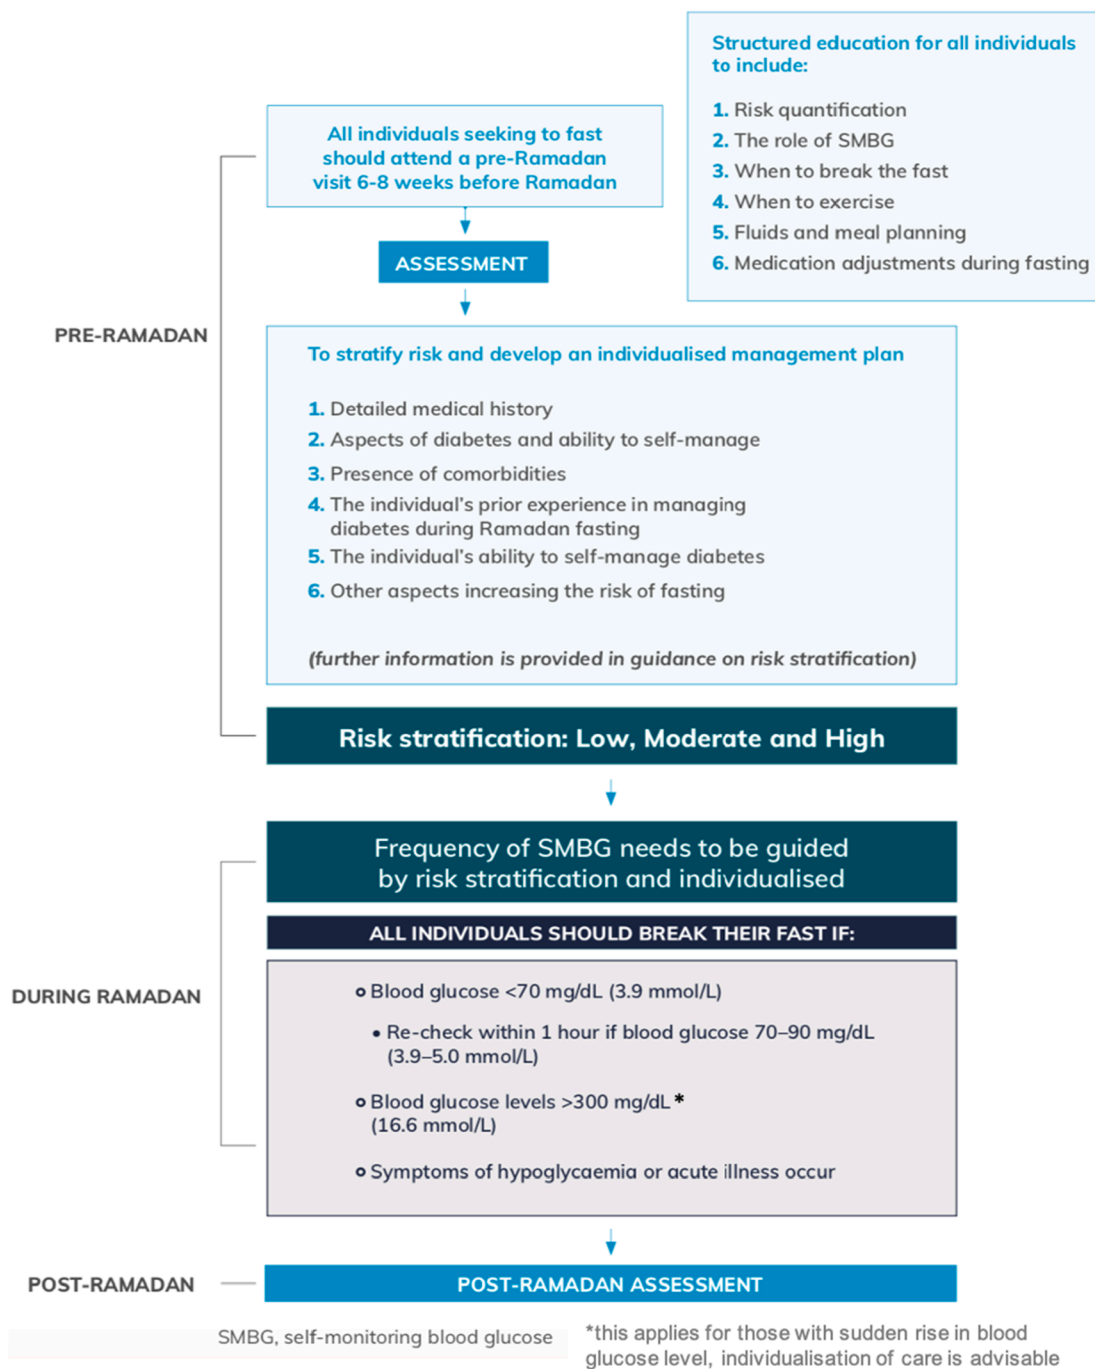 Structured education for all individuals
to include:
1. Risk quantification
2. The role of SMBG
3. When to break the fast
4. When to exercise
5. Fluids and meal planning
6. Medication adjustments during fasting
All individuals seeking to fast
should attend a pre-Ramadan
visit 6-8 weeks before Ramadan
ASSESSMENT
PRE-RAMADAN
To stratify risk and develop an individualised management plan
1. Detailed medical history
2. Aspects of diabetes and ability to self-manage
3. Presence of comorbidities
4. The individual's prior experience in managing
diabetes during Ramadan fasting
5. The individual's ability to self-manage diabetes
6. Other aspects increasing the risk of fasting
(further information is provided in guidance on risk stratification)
Risk stratification: Low, Moderate and High
Frequency of SMBG needs to be guided
by risk stratification and individualised
ALL INDIVIDUALS SHOULD BREAK THEIR FAST IF:
DURING RAMADAN
Blood glucose <70 mg/dL (3.9 mmol/L)
• Re-check within 1 hour if blood glucose 70–90 mg/dL
(3.9–5.0 mmol/L)
Blood glucose levels >300 mg/dL*
(16.6 mmol/L)
Symptoms of hypoglycaemia or acute illness occur
POST-RAMADAN
POST-RAMADAN ASSESSMENT
SMBG, self-monitoring blood glucose
*this applies for those with sudden rise in blood
glucose level, individualisation of care is advisable